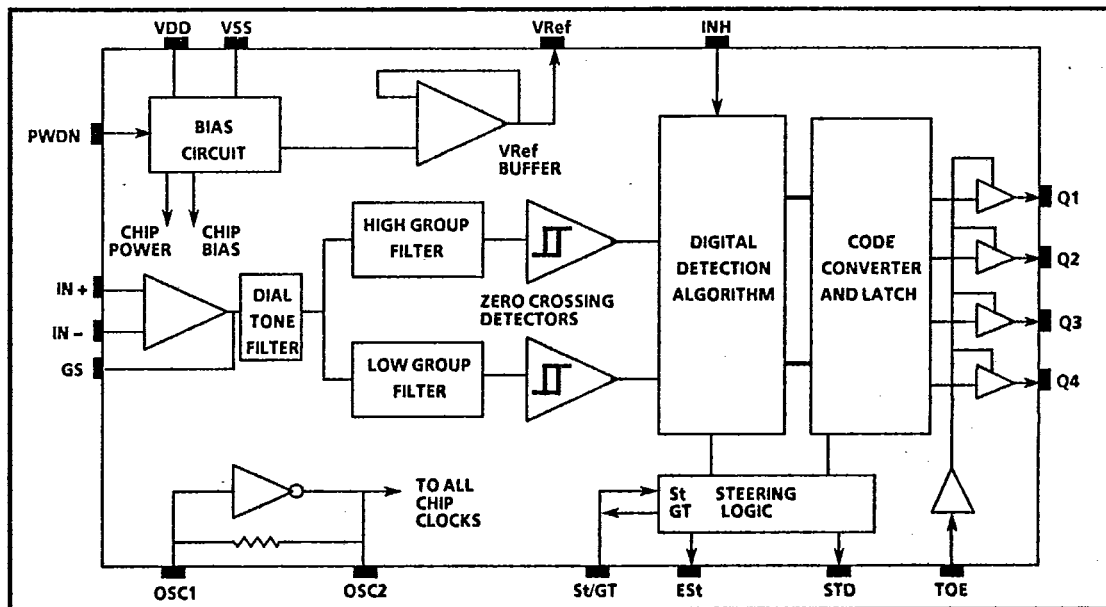 VDD
VSS
VRef
INH
PWDN
BIAS
CIRCUIT
VRef
BUFFER
CHIP
POWER
CHIP
BIAS
HIGH GROUP
FILTER
DIGITAL
DETECTION
ALGORITHM
CODE
CONVERTER
AND LATCH
Q1
Q2
Q3
Q4
IN +
IN –
GS
DIAL
TONE
FILTER
ZERO CROSSING
DETECTORS
LOW GROUP
FILTER
TO ALL
CHIP
CLOCKS
St
GT
STEERING
LOGIC
OSC1
OSC2
St/GT
ESt
STD
TOE